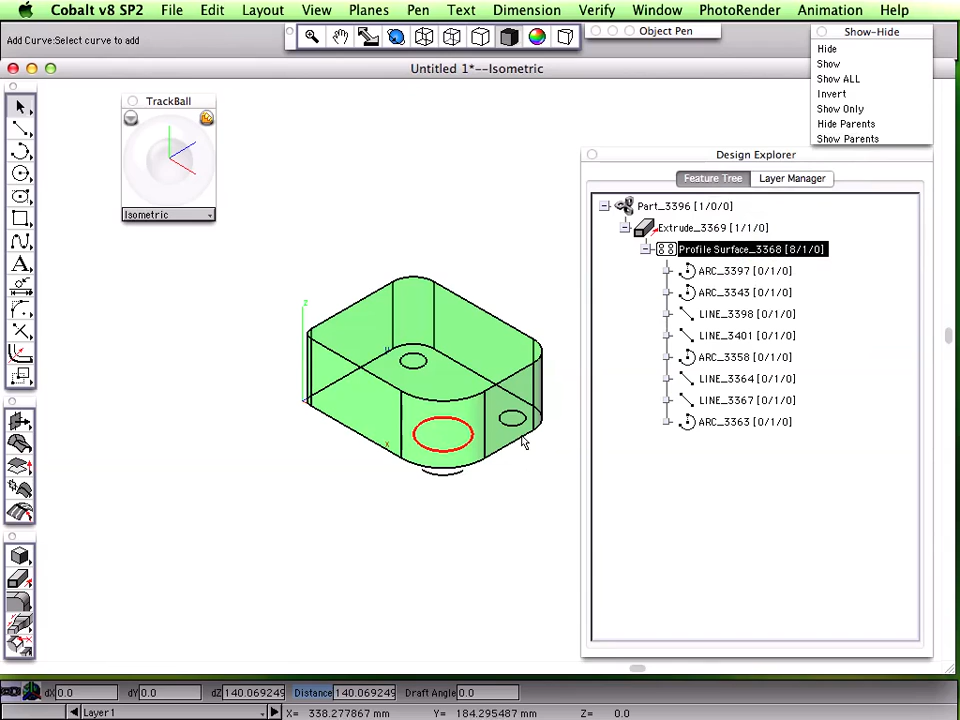 Cobalt v8 SP2 File Edit Layout View Planes Pen Text Dimension Verify Window PhotoRender Animation Help
Add Curve:Select curve to add
Object Pen
Show-Hide
Hide
Show
Show ALL
Invert
Show Only
Hide Parents
Show Parents
Untitled 1*--Isometric
TrackBall
Isometric
Design Explorer
Feature Tree Layer Manager
Part_3396 [1/0/0]
Extrude_3369 [1/1/0]
Profile Surface_3368 [8/1/0]
ARC_3397 [0/1/0]
ARC_3343 [0/1/0]
LINE_3398 [0/1/0]
LINE_3401 [0/1/0]
ARC_3358 [0/1/0]
LINE_3364 [0/1/0]
LINE_3367 [0/1/0]
ARC_3363 [0/1/0]
z
u
x
A
dX 0.0 dY 0.0 dZ 140.069249 Distance 140.069249 Draft Angle 0.0
Layer1 X= 338.277867 mm Y= 184.295487 mm Z= 0.0